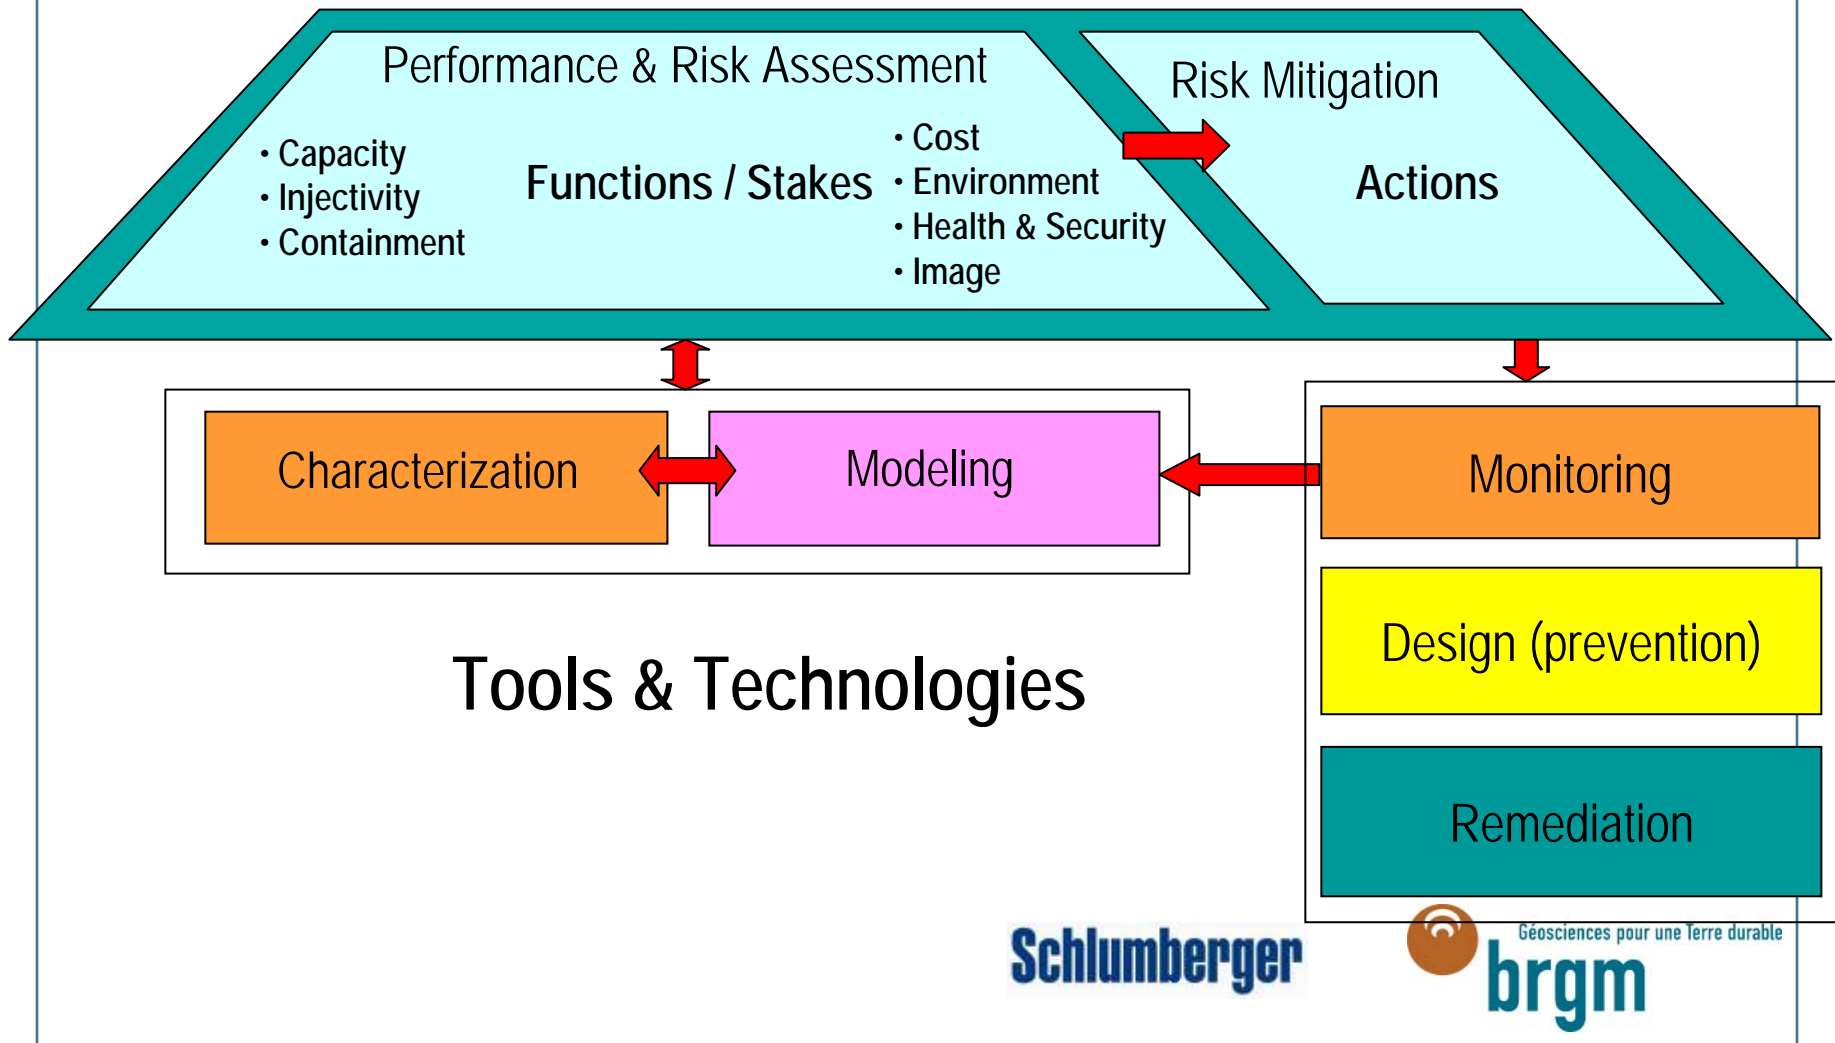 Performance & Risk Assessment
• Capacity
• Injectivity
• Containment
Functions / Stakes
• Cost
• Environment
• Health & Security
• Image
Risk Mitigation
Actions
Characterization
Modeling
Monitoring
Design (prevention)
Remediation
Tools & Technologies
Schlumberger
Géosciences pour une Terre durable
brgm